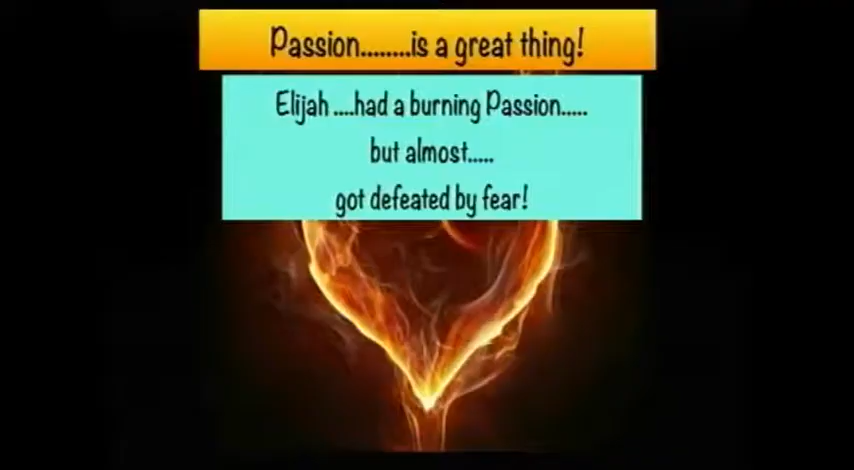 Passion........is a great thing!
Elijah ....had a burning Passion.....
but almost.....
got defeated by fear!